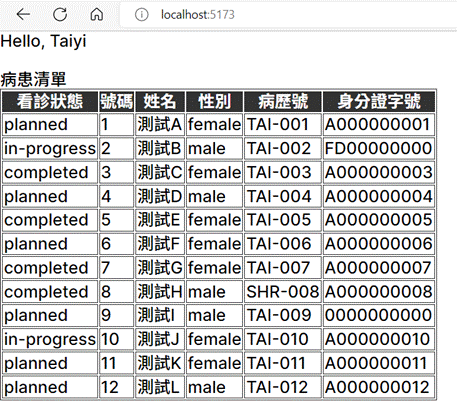 localhost:5173
Hello, Taiyi
病患清單
看診狀態 號碼 姓名 性別 病歷號 身分證字號
planned 1 測試A female TAI-001 A000000001
in-progress 2 測試B male TAI-002 FD00000000
completed 3 測試C female TAI-003 A000000003
planned 4 測試D male TAI-004 A000000004
completed 5 測試E female TAI-005 A000000005
planned 6 測試F female TAI-006 A000000006
completed 7 測試G female TAI-007 A000000007
completed 8 測試H male SHR-008 A000000008
planned 9 測試I male TAI-009 0000000000
in-progress 10 測試J female TAI-010 A000000010
planned 11 測試K female TAI-011 A000000011
planned 12 測試L male TAI-012 A000000012